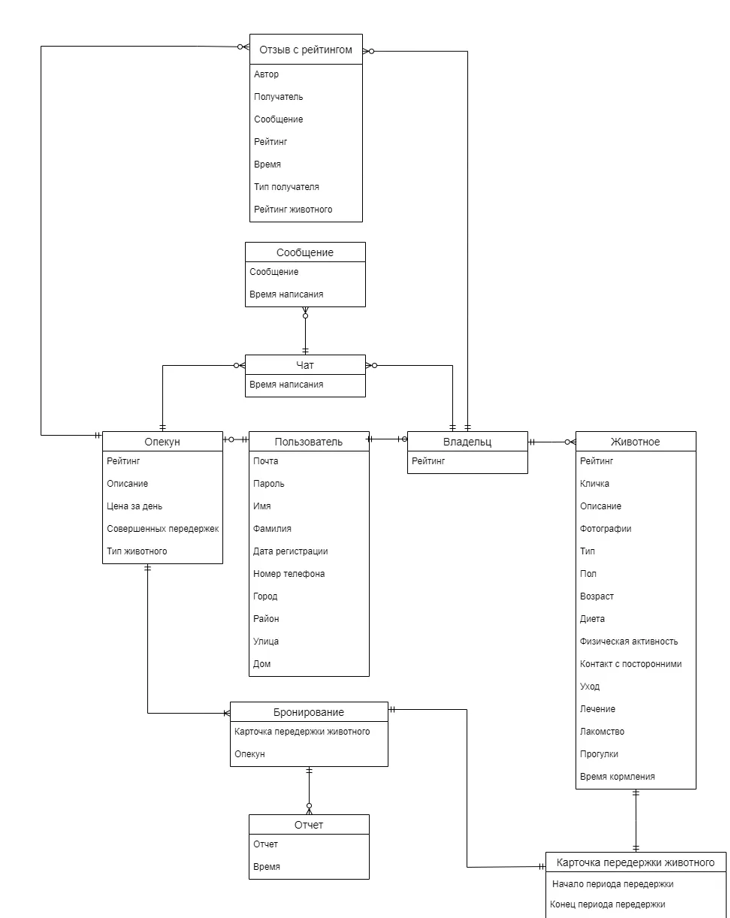 Отзыв с рейтингом
Автор
Получатель
Сообщение
Рейтинг
Время
Тип получателя
Рейтинг животного
Сообщение
Сообщение
Время написания
Чат
Время написания
Опекун
Рейтинг
Описание
Цена за день
Совершенных передержек
Тип животного
Пользователь
Почта
Пароль
Имя
Фамилия
Дата регистрации
Номер телефона
Город
Район
Улица
Дом
Владельц
Рейтинг
Животное
Рейтинг
Кличка
Описание
Фотографии
Тип
Пол
Возраст
Диета
Физическая активность
Контакт с посторонними
Уход
Лечение
Лакомство
Прогулки
Время кормления
Бронирование
Карточка передержки животного
Опекун
Отчет
Отчет
Время
Карточка передержки животного
Начало периода передержки
Конец периода передержки